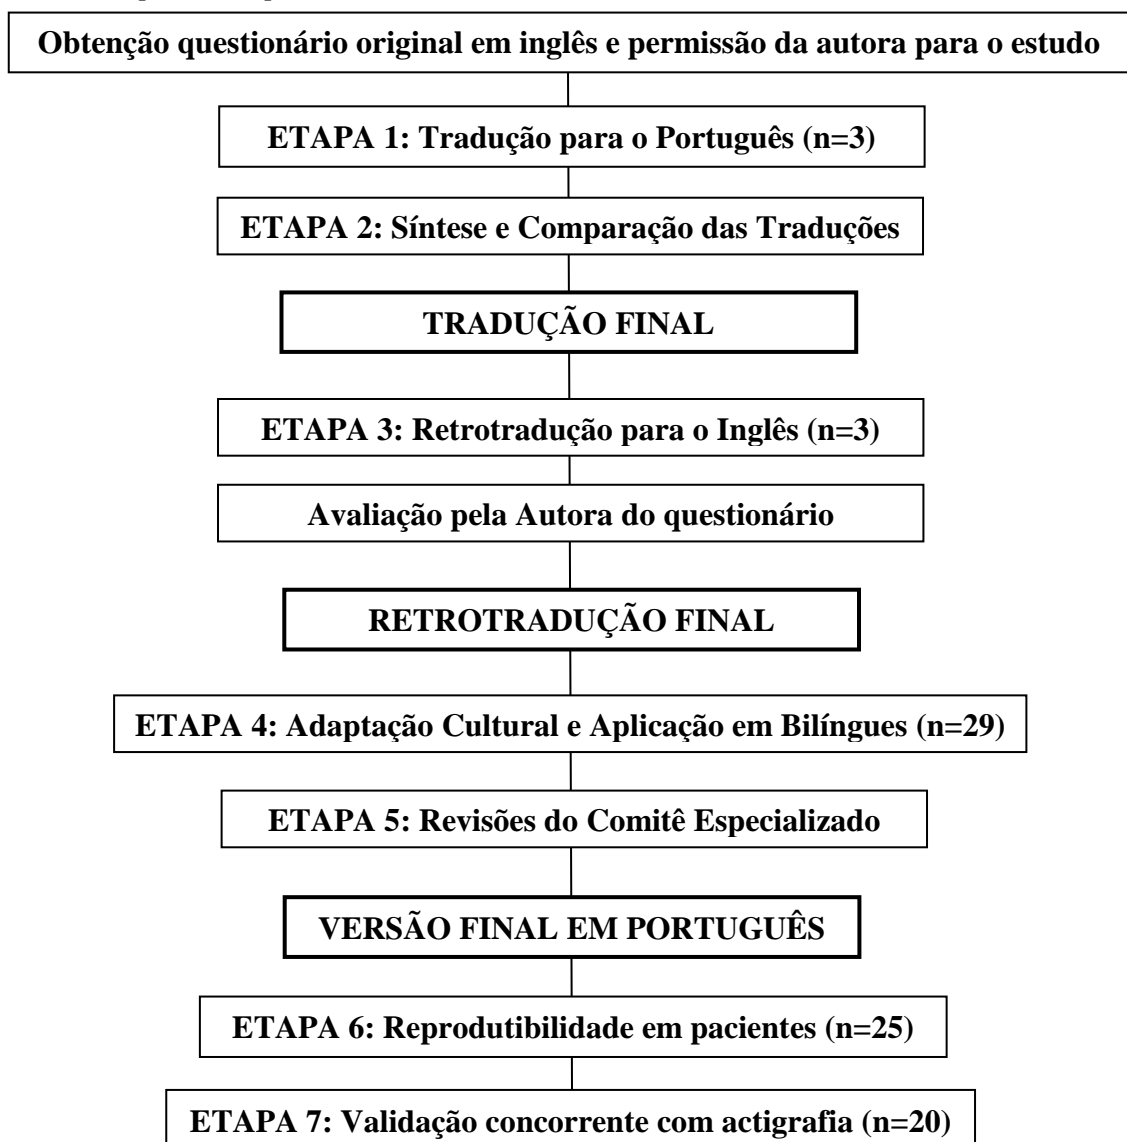 Obtenção questionário original em inglês e permissão da autora para o estudo
ETAPA 1: Tradução para o Português (n=3)
ETAPA 2: Síntese e Comparação das Traduções
TRADUÇÃO FINAL
ETAPA 3: Retrotradução para o Inglês (n=3)
Avaliação pela Autora do questionário
RETROTRADUÇÃO FINAL
ETAPA 4: Adaptação Cultural e Aplicação em Bilíngues (n=29)
ETAPA 5: Revisões do Comitê Especializado
VERSÃO FINAL EM PORTUGUÊS
ETAPA 6: Reprodutibilidade em pacientes (n=25)
ETAPA 7: Validação concorrente com actigrafia (n=20)